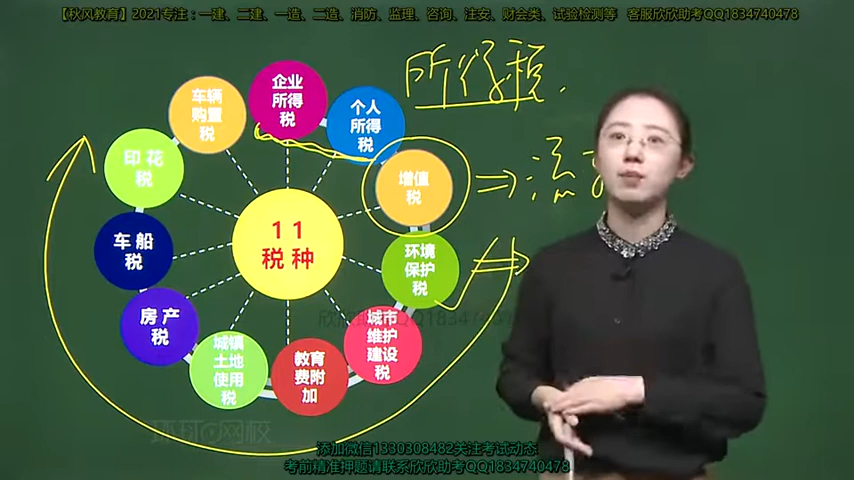 【秋风教育】2021专注：一建、二建、一造、二造、消防、监理、咨询、注安、财会类、试验检测等 客服欣欣助考QQ1834740478
所得税
企业
所得
税
车辆
购置
税
个人
所得
税
印花
税
增值
税
流
11
税种
车船
税
环境
保护
税
房产
税
城市
维护
建设
税
城镇
土地
使用
税
教育
费附
加
环球网校
添加微信1330308482关注考试动态
考前精准押题请联系欣欣助考QQ1834740478